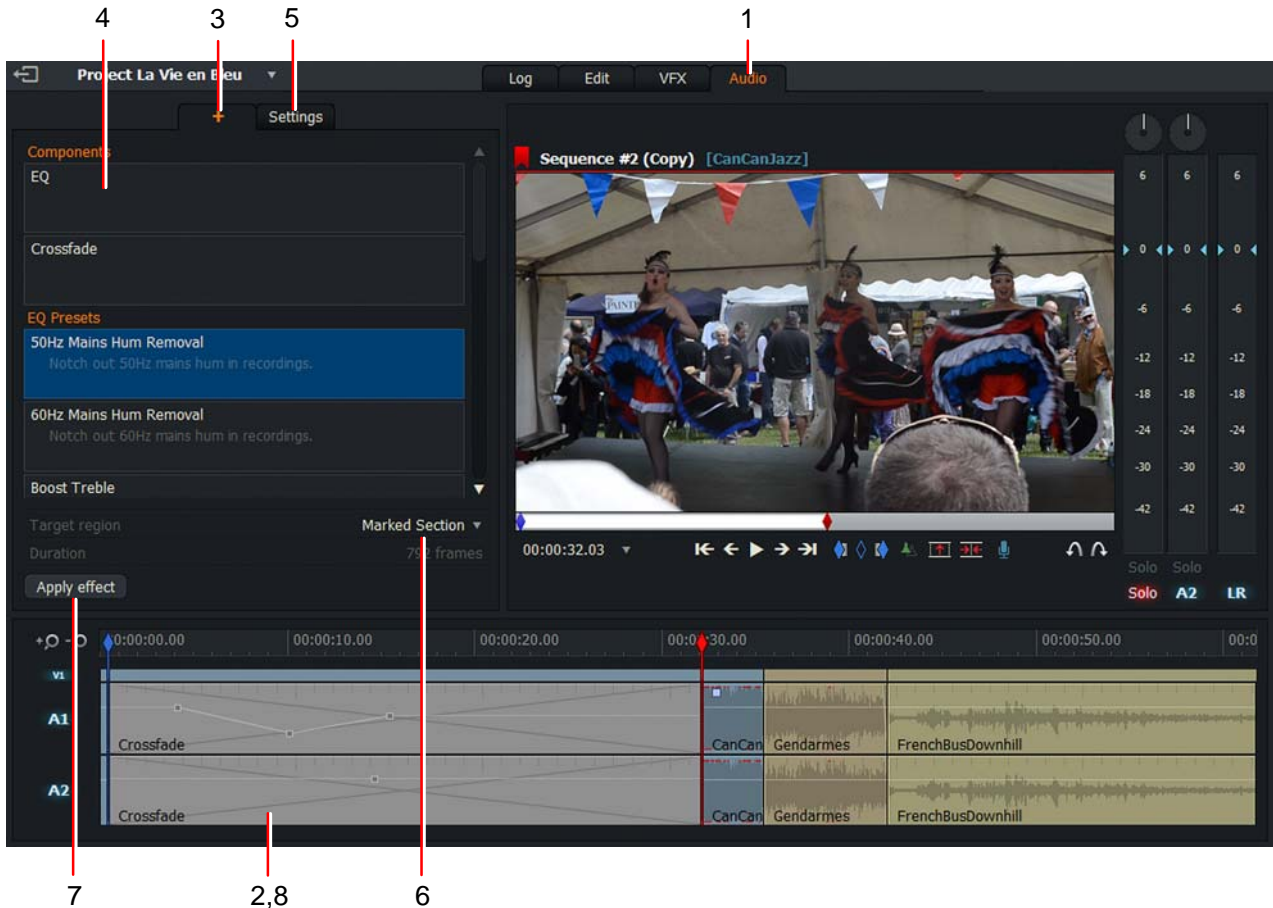 4 3 5 1
Project La Vie en Bleu
Log Edit VFX Audio
+ Settings
Components
EQ
Crossfade
EQ Presets
50Hz Mains Hum Removal
Notch out 50Hz mains hum in recordings.
60Hz Mains Hum Removal
Notch out 60Hz mains hum in recordings.
Boost Treble
Target region Marked Section
Duration 792 frames
Apply effect
Sequence #2 (Copy) [CanCanJazz]
PAINTI
00:00:32.03
6 6 6
0 0 0
-6 -6 -6
-12 -12 -12
-18 -18 -18
-24 -24 -24
-30 -30 -30
-42 -42 -42
Solo Solo
Solo A2 LR
+ - 00:00:00.00 00:00:10.00 00:00:20.00 00:00:30.00 00:00:40.00 00:00:50.00 00:0
V1
A1
Crossfade CanCan Gendarmes FrenchBusDownhill
A2
Crossfade CanCan Gendarmes FrenchBusDownhill
7 2,8 6